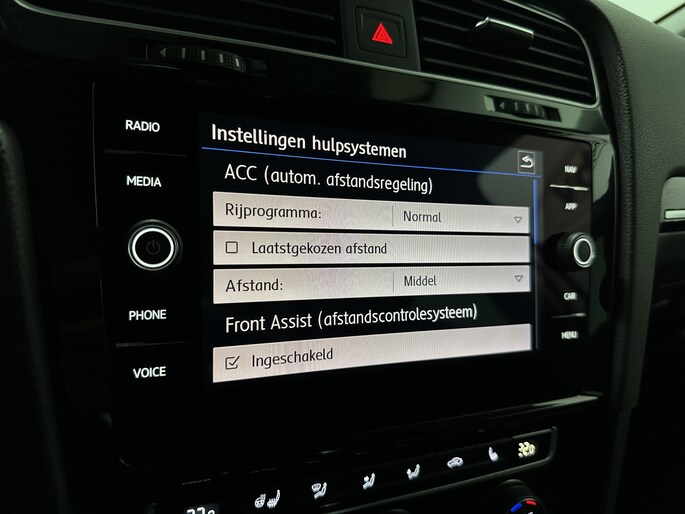 RADIO
MEDIA
PHONE
VOICE
Instellingen hulpsystemen
ACC (autom. afstandsregeling)
Rijprogramma: Normal
Laatstgekozen afstand
Afstand: Middel
Front Assist (afstandscontrolesysteem)
Ingeschakeld
NAV
APP
CAR
MENU